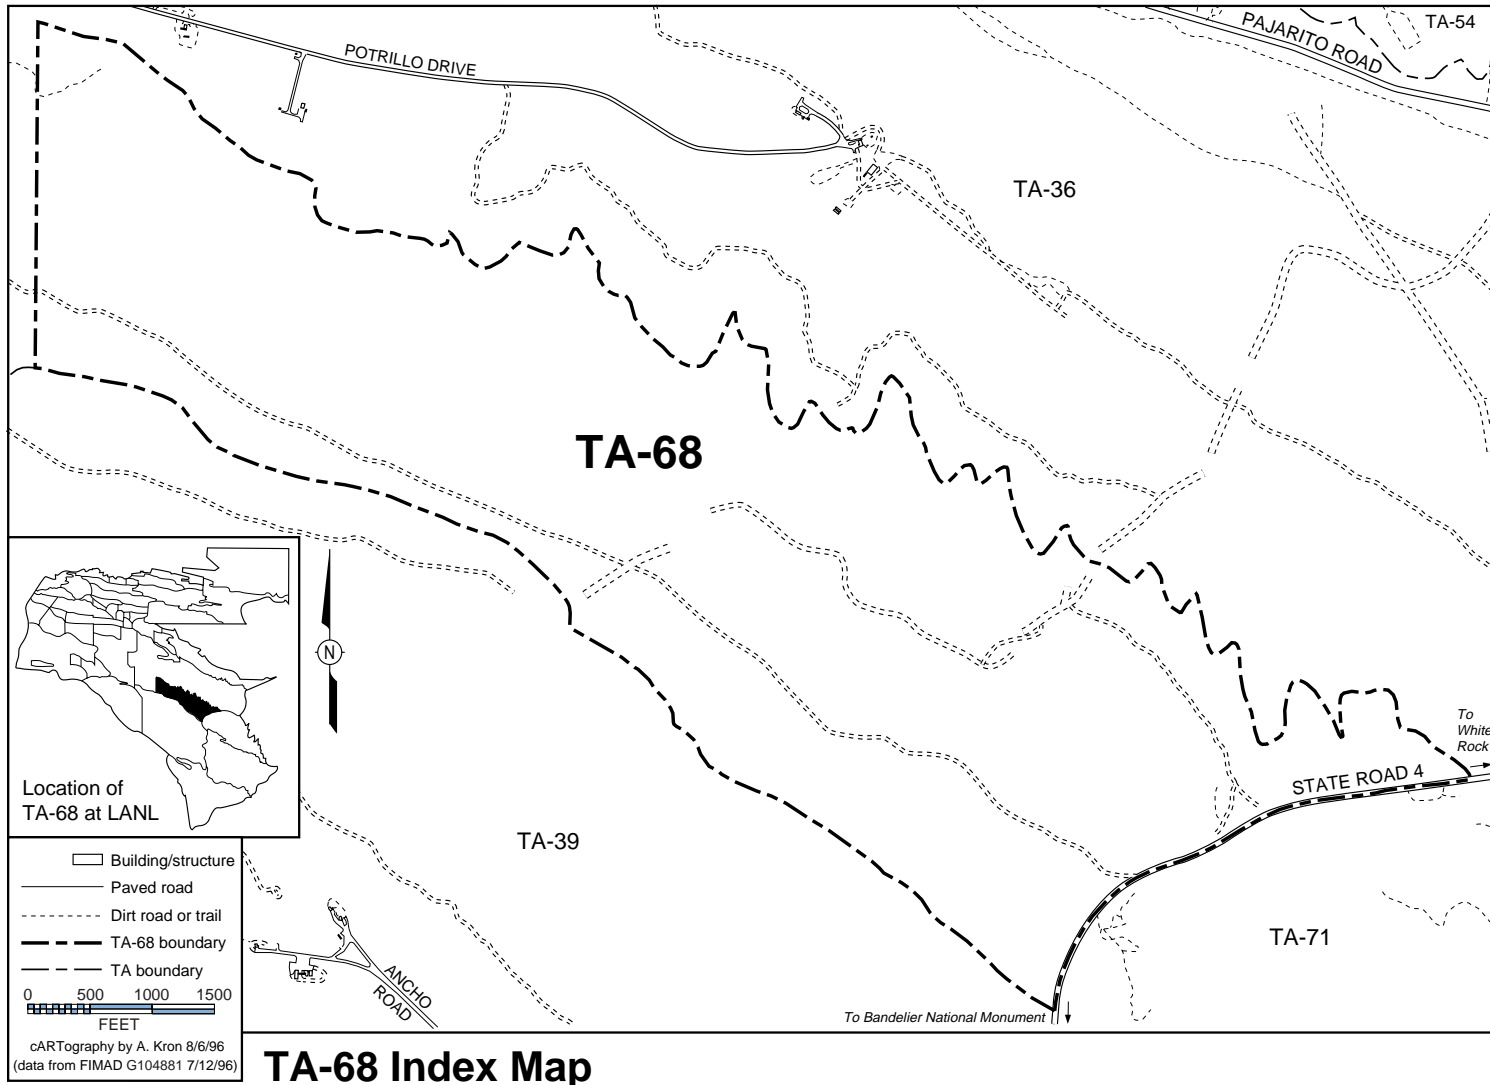 TA-54
PAJARITO ROAD
POTRILLO DRIVE
TA-36
TA-68
N
To
White
Rock
STATE ROAD 4
Location of
TA-68 at LANL
TA-39
Building/structure
Paved road
Dirt road or trail
TA-68 boundary
TA boundary
0 500 1000 1500
FEET
cARTography by A. Kron 8/6/96
(data from FIMAD G104881 7/12/96)
ANCHO
ROAD
TA-71
To Bandelier National Monument
TA-68 Index Map